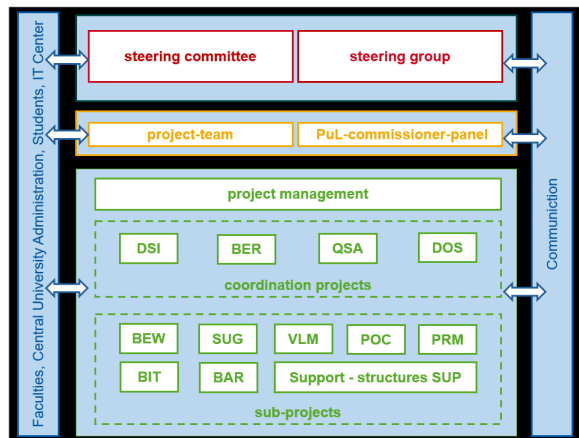 Faculties, Central University Administration, Students, IT Center
steering committee
steering group
project-team
PuL-commissioner-panel
project management
DSI
BER
QSA
DOS
coordination projects
BEW
SUG
VLM
POC
PRM
BIT
BAR
Support - structures SUP
sub-projects
Communiction